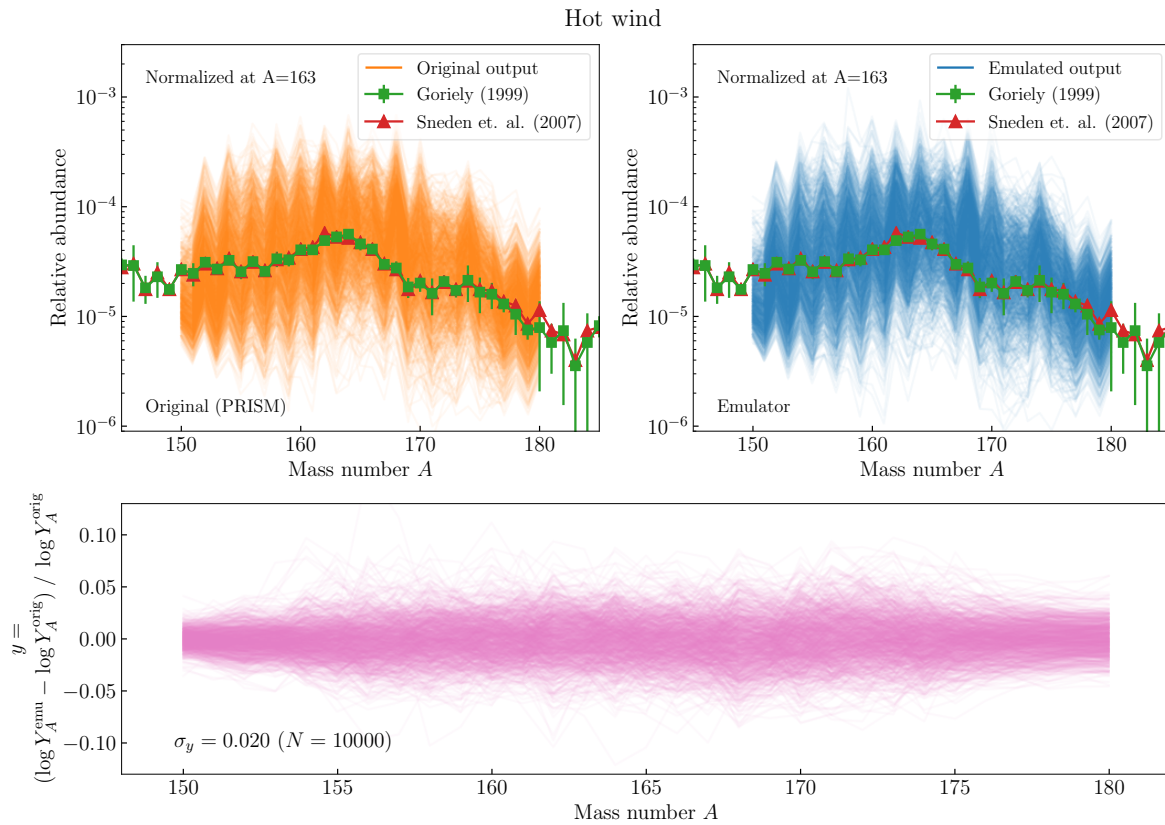 Hot wind
Normalized at A=163
Original output
Goriely (1999)
Sneden et. al. (2007)
Relative abundance
10⁻³
10⁻⁴
10⁻⁵
10⁻⁶
Original (PRISM)
150 160 170 180
Mass number A
Normalized at A=163
Emulated output
Goriely (1999)
Sneden et. al. (2007)
Relative abundance
10⁻³
10⁻⁴
10⁻⁵
10⁻⁶
Emulator
150 160 170 180
Mass number A
y =
(log Y_A^emu − log Y_A^orig) / log Y_A^orig
0.10
0.05
0.00
−0.05
−0.10
σ_y = 0.020 (N = 10000)
150 155 160 165 170 175 180
Mass number A